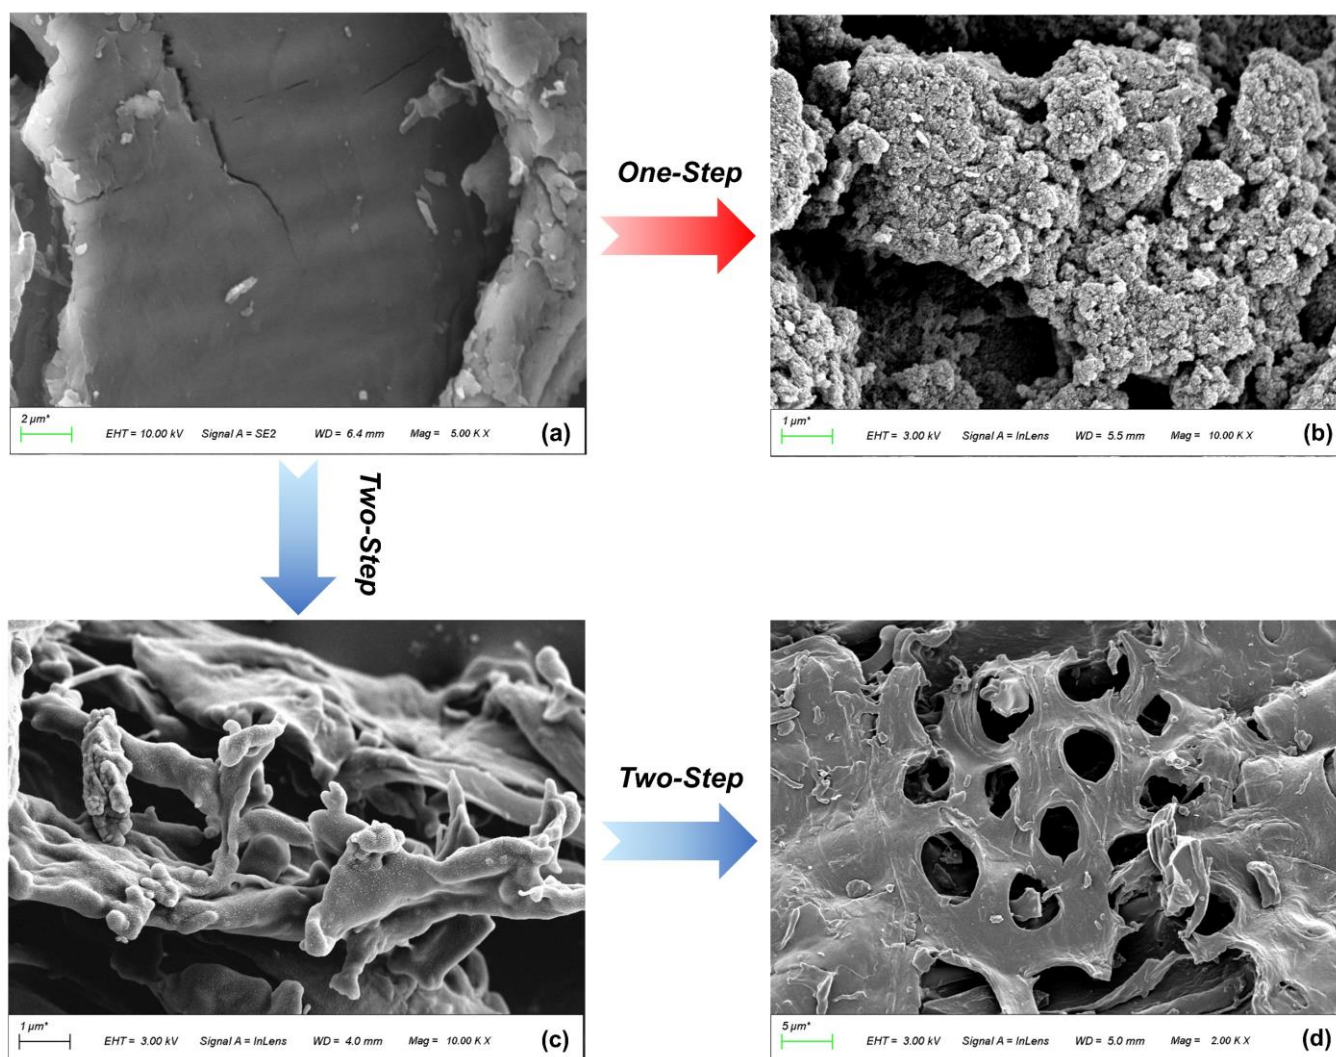 One-Step
2 µm*
EHT = 10.00 kV Signal A = SE2 WD = 6.4 mm Mag = 5.00 K X (a)
1 µm*
EHT = 3.00 kV Signal A = InLens WD = 5.5 mm Mag = 10.00 K X (b)
Two-Step
Two-Step
1 µm*
EHT = 3.00 kV Signal A = InLens WD = 4.0 mm Mag = 10.00 K X (c)
5 µm*
EHT = 3.00 kV Signal A = InLens WD = 5.0 mm Mag = 2.00 K X (d)